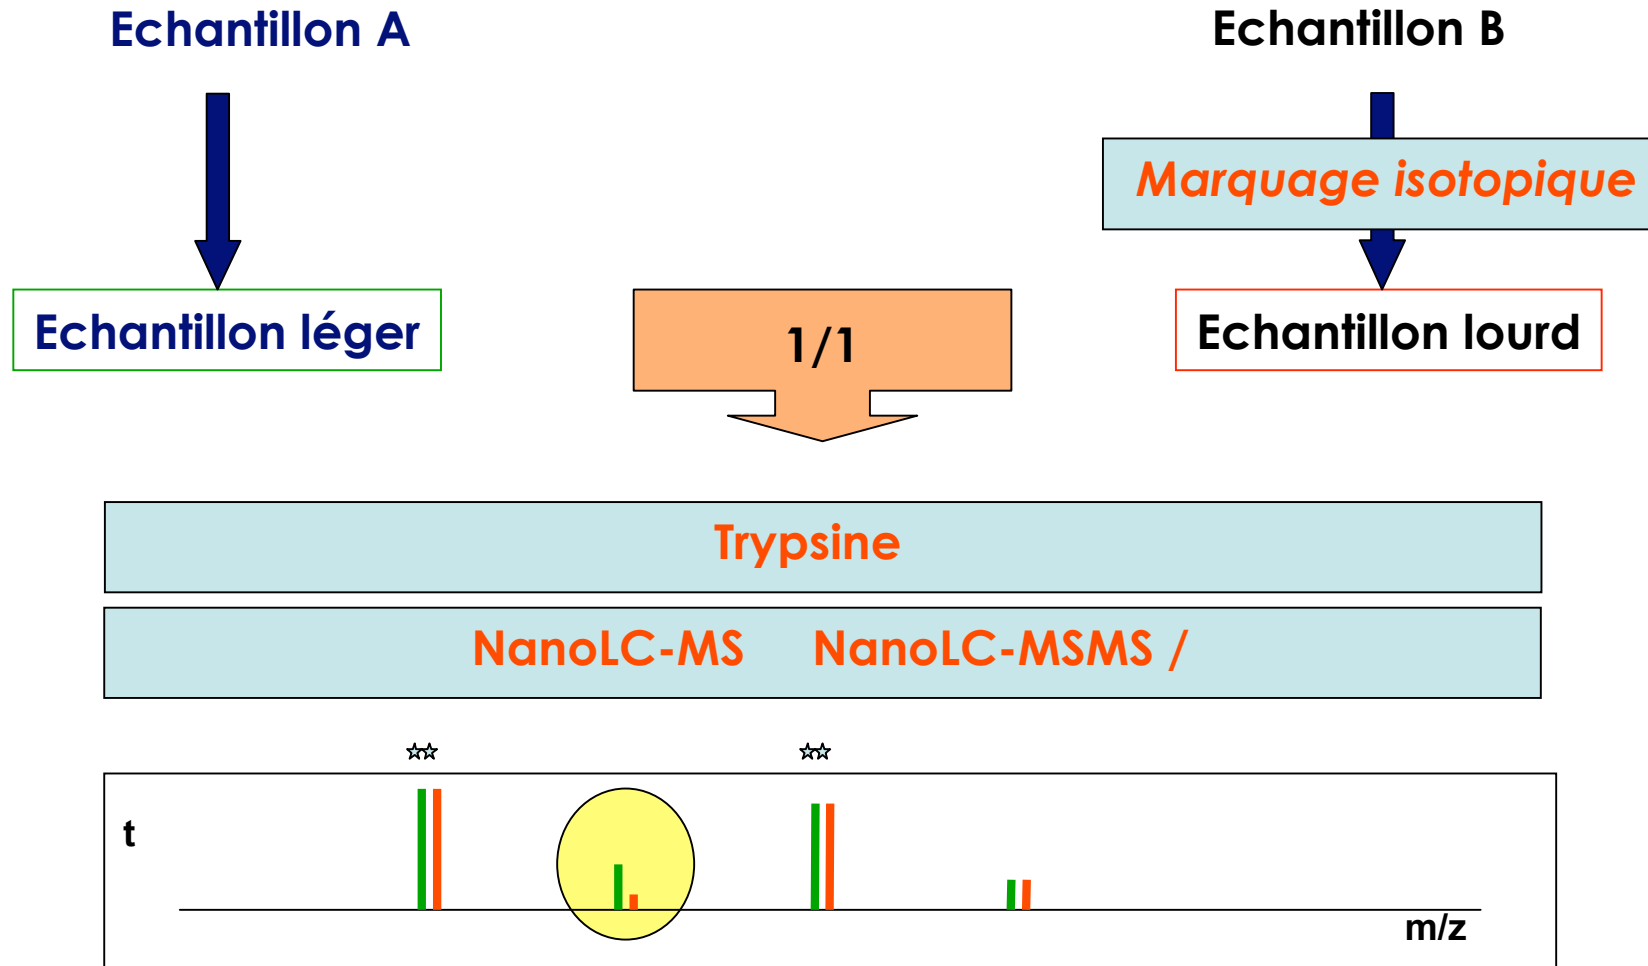 Echantillon A
Echantillon B
Marquage isotopique
Echantillon léger
1/1
Echantillon lourd
Trypsine
NanoLC-MS NanoLC-MSMS /
t
m/z